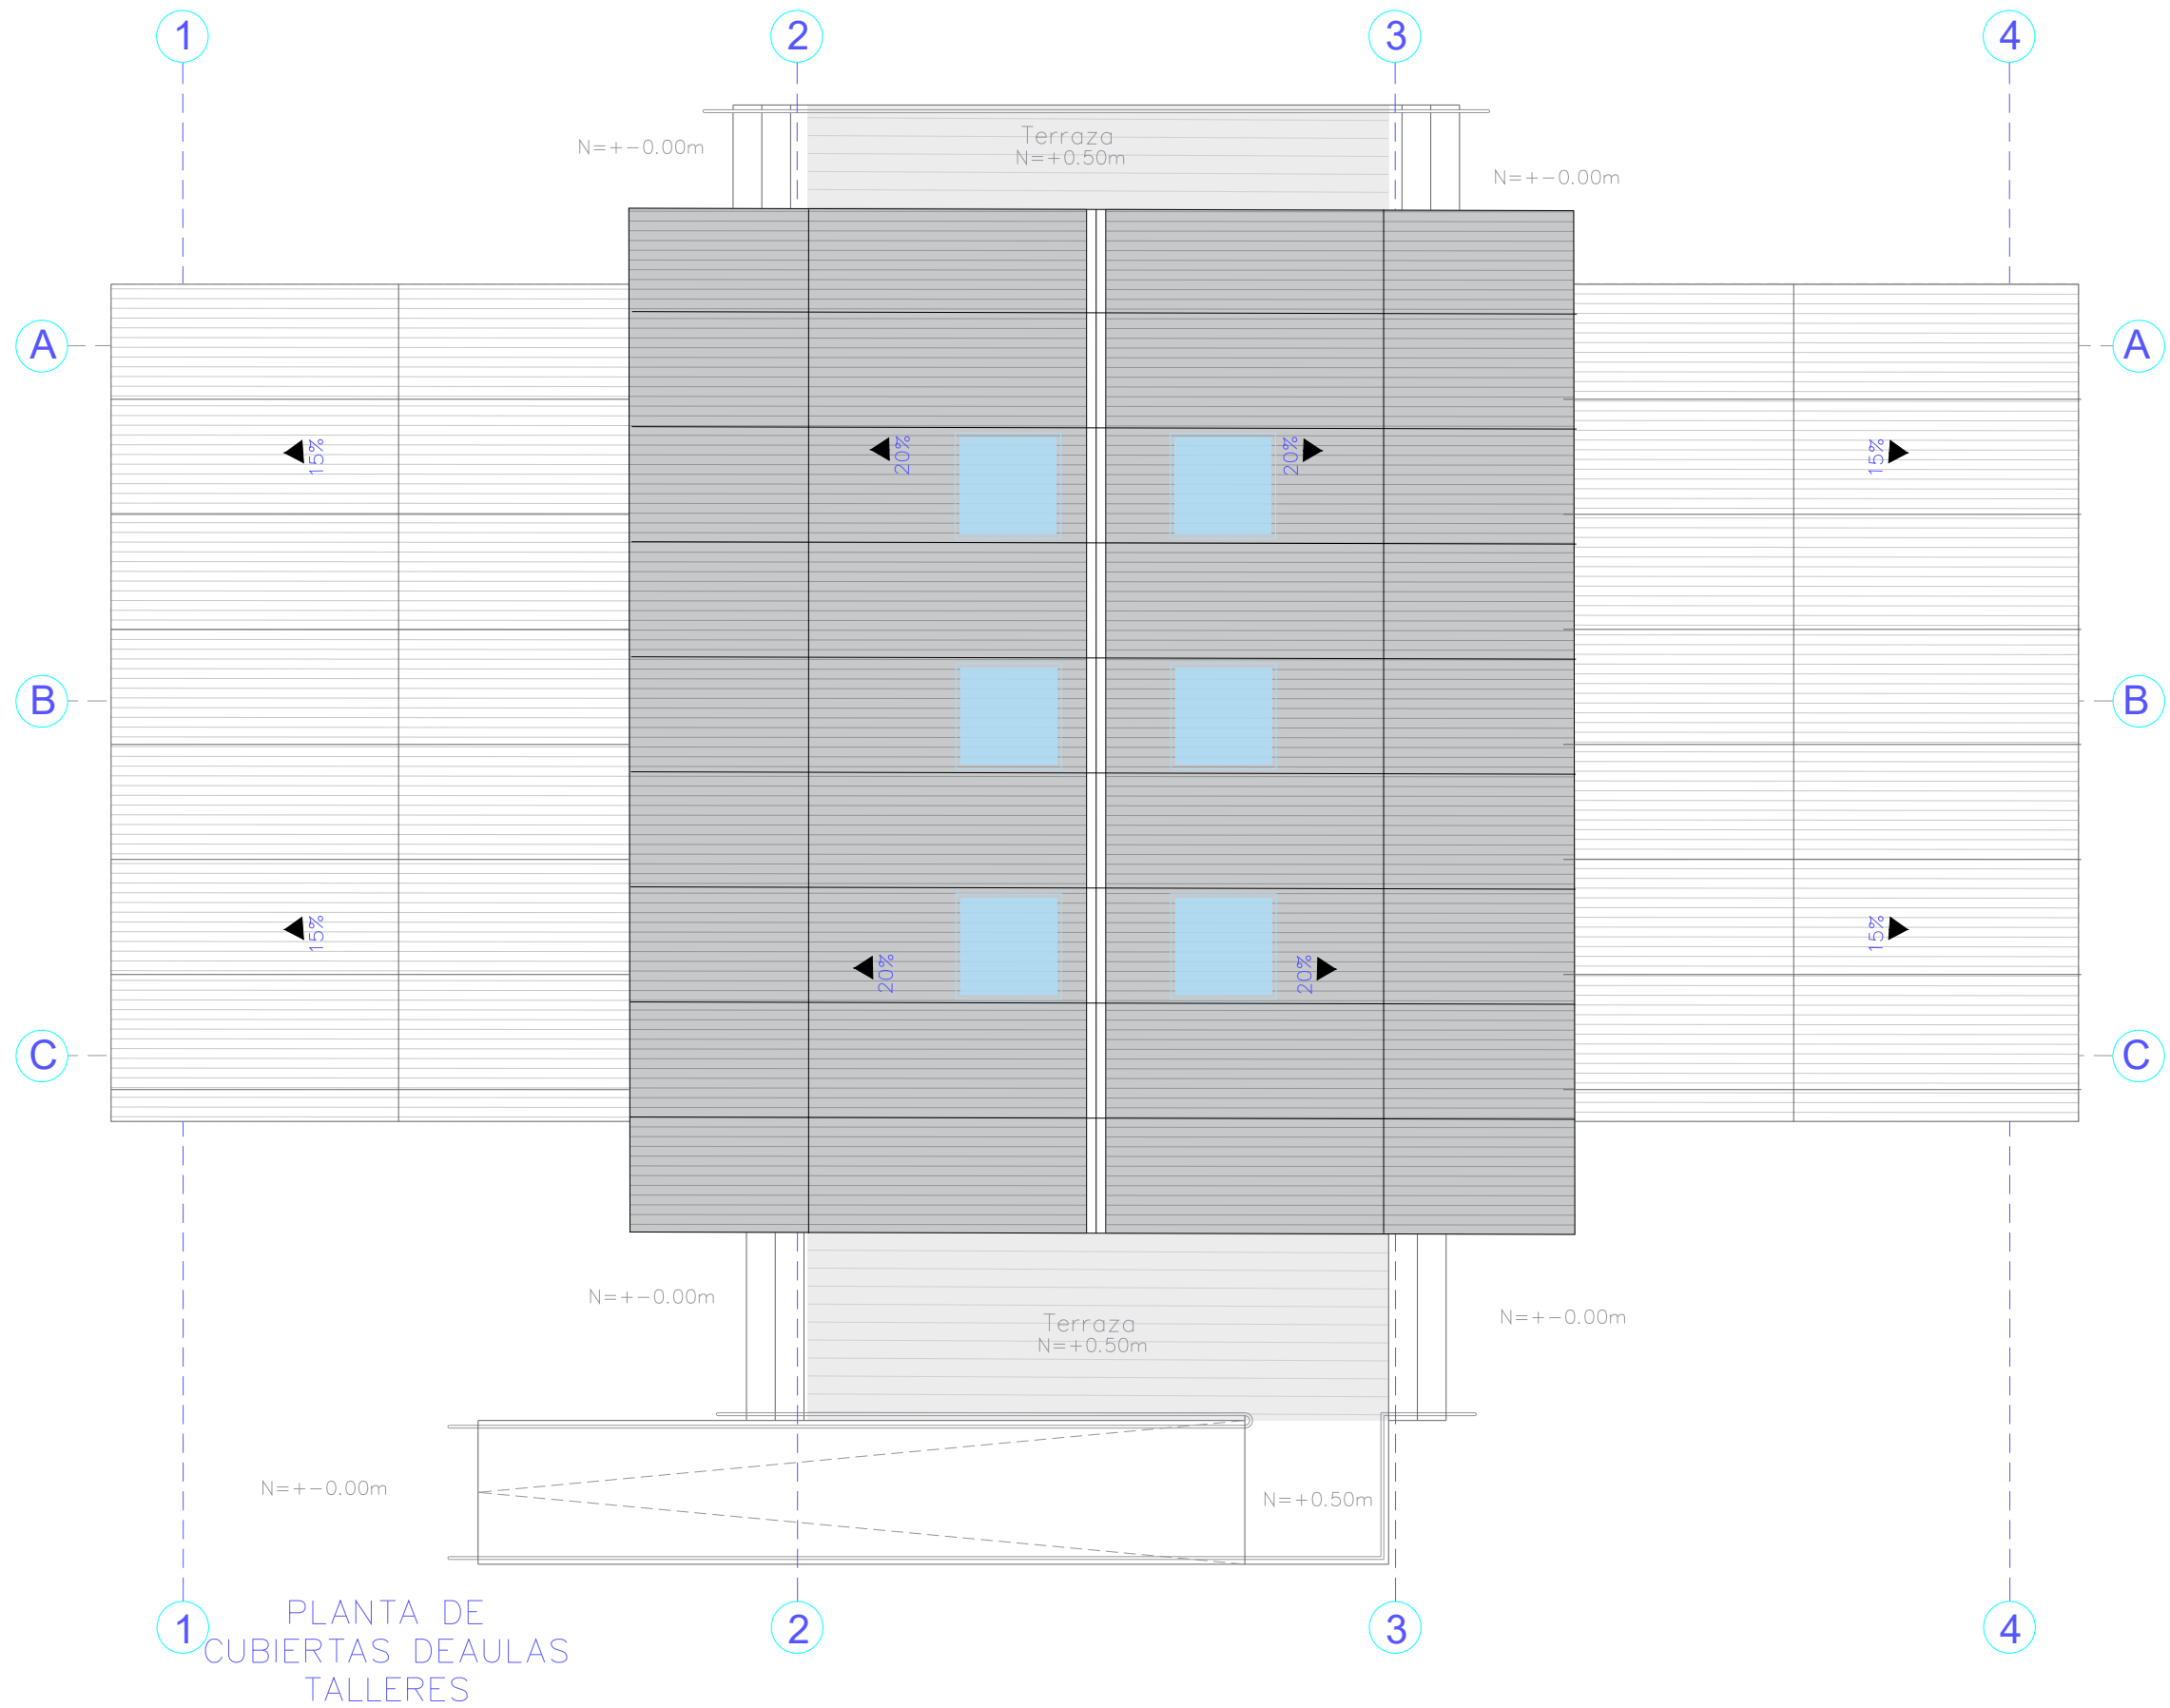 1
2
3
4
Terraza
N=+-0.00m
N=+0.50m
N=+-0.00m
A
A
15%
20%
20%
15%
B
B
15%
20%
20%
15%
C
C
N=+-0.00m
Terraza
N=+0.50m
N=+-0.00m
N=+-0.00m
N=+0.50m
1
2
3
4
PLANTA DE
CUBIERTAS DEAULAS
TALLERES